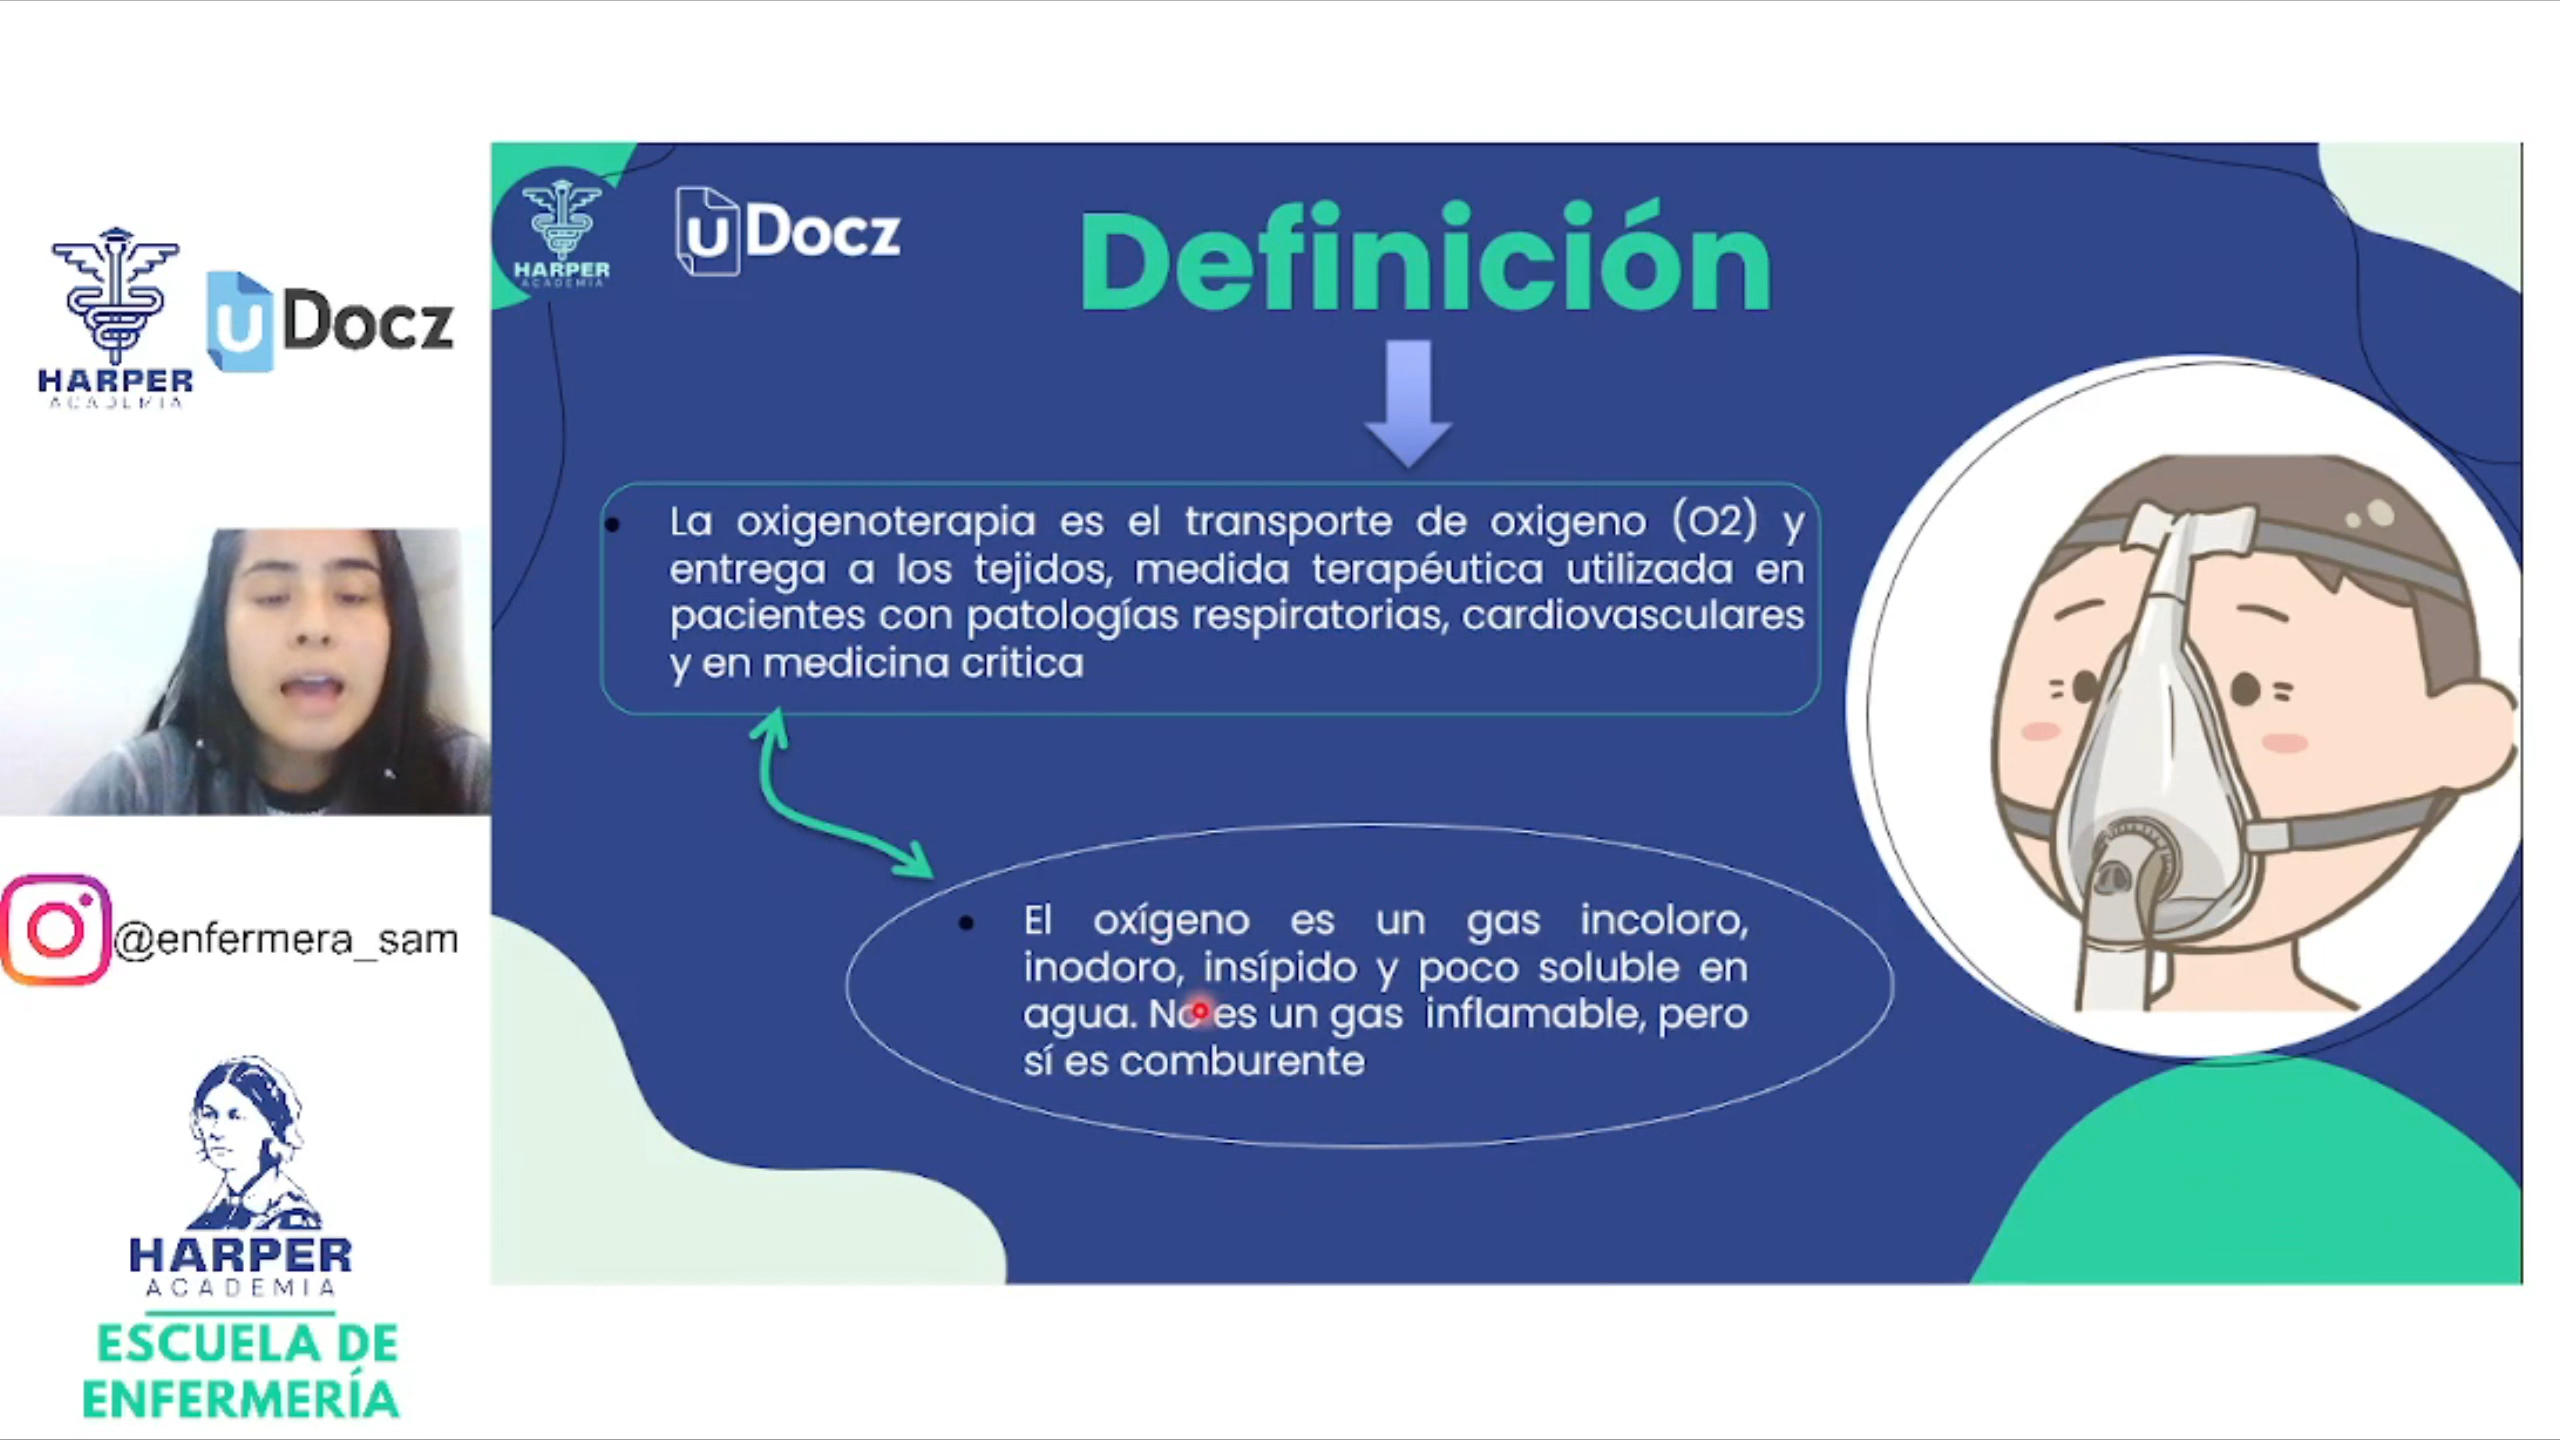 HARPER
ACADEMIA
uDocz
@enfermera_sam
HARPER
ACADEMIA
ESCUELA DE
ENFERMERÍA
HARPER
ACADEMIA
uDocz
Definición
La oxigenoterapia es el transporte de oxigeno (O2) y
entrega a los tejidos, medida terapéutica utilizada en
pacientes con patologías respiratorias, cardiovasculares
y en medicina critica
El oxígeno es un gas incoloro,
inodoro, insípido y poco soluble en
agua. No es un gas inflamable, pero
sí es comburente